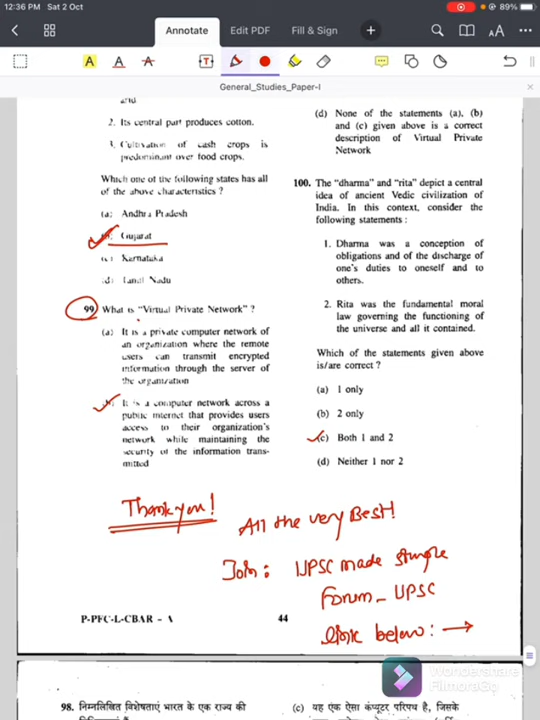 12:36 PM Sat 2 Oct
89%
Annotate
Edit PDF
Fill & Sign
General_Studies_Paper-I
and
2. Its central part produces cotton.
3. Cultivation of cash crops is
predominant over food crops.
Which one of the following states has all
of the above characteristics ?
(a) Andhra Pradesh
Gujarat
(c) Karnataka
(d) Tamil Nadu
99 What is "Virtual Private Network" ?
(a) It is a private computer network of
an organization where the remote
users can transmit encrypted
information through the server of
the organization
It is a computer network across a
public internet that provides users
access to their organization's
network while maintaining the
security of the information trans-
mitted
(d) None of the statements (a), (b)
and (c) given above is a correct
description of Virtual Private
Network
100. The "dharma" and "rita" depict a central
idea of ancient Vedic civilization of
India. In this context, consider the
following statements :
1. Dharma was a conception of
obligations and of the discharge of
one's duties to oneself and to
others.
2. Rita was the fundamental moral
law governing the functioning of
the universe and all it contained.
Which of the statements given above
is/are correct ?
(a) 1 only
(b) 2 only
(c) Both 1 and 2
(d) Neither 1 nor 2
Thank you!
All the very Best!
Join: UPSC made simple
Forum - UPSC
link below: →
P-PFC-L-CBAR - A
44
Wondershare
FilmoraGo
98. निम्नलिखित विशेषताएं भारत के एक राज्य की
(c) यह एक ऐसा कंप्यूटर परिपथ है, जिसके